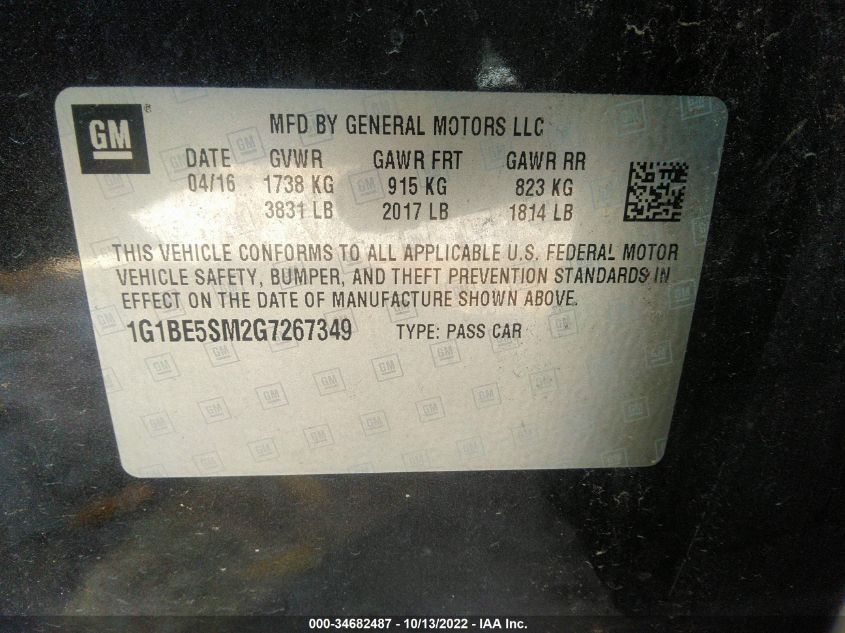 GM ®
MFD BY GENERAL MOTORS LLC
DATE GVWR GAWR FRT GAWR RR
04/16 1738 KG 915 KG 823 KG
3831 LB 2017 LB 1814 LB
THIS VEHICLE CONFORMS TO ALL APPLICABLE U.S. FEDERAL MOTOR
VEHICLE SAFETY, BUMPER, AND THEFT PREVENTION STANDARDS IN
EFFECT ON THE DATE OF MANUFACTURE SHOWN ABOVE.
1G1BE5SM2G7267349 TYPE: PASS CAR
000-34682487 - 10/13/2022 - IAA Inc.